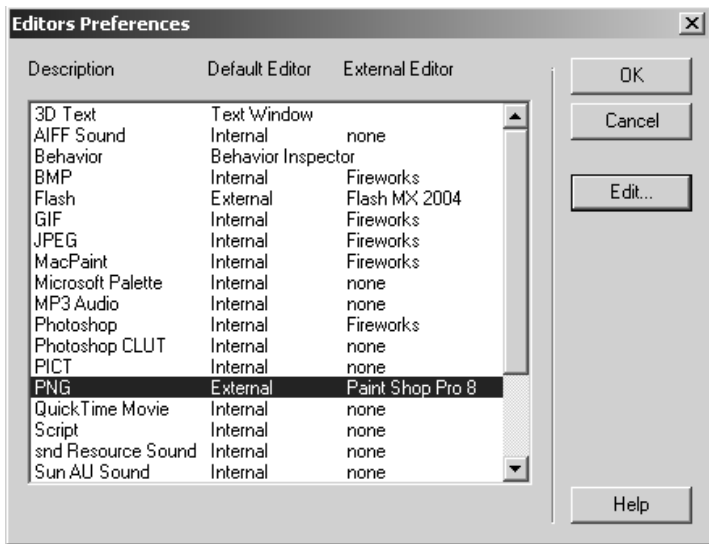 Editors Preferences
Description Default Editor External Editor
3D Text Text Window
AIFF Sound Internal none
Behavior Behavior Inspector
BMP Internal Fireworks
Flash External Flash MX 2004
GIF Internal Fireworks
JPEG Internal Fireworks
MacPaint Internal Fireworks
Microsoft Palette Internal none
MP3 Audio Internal none
Photoshop Internal Fireworks
Photoshop CLUT Internal none
PICT Internal none
PNG External Paint Shop Pro 8
QuickTime Movie Internal none
Script Internal none
snd Resource Sound Internal none
Sun AU Sound Internal none
OK
Cancel
Edit...
Help